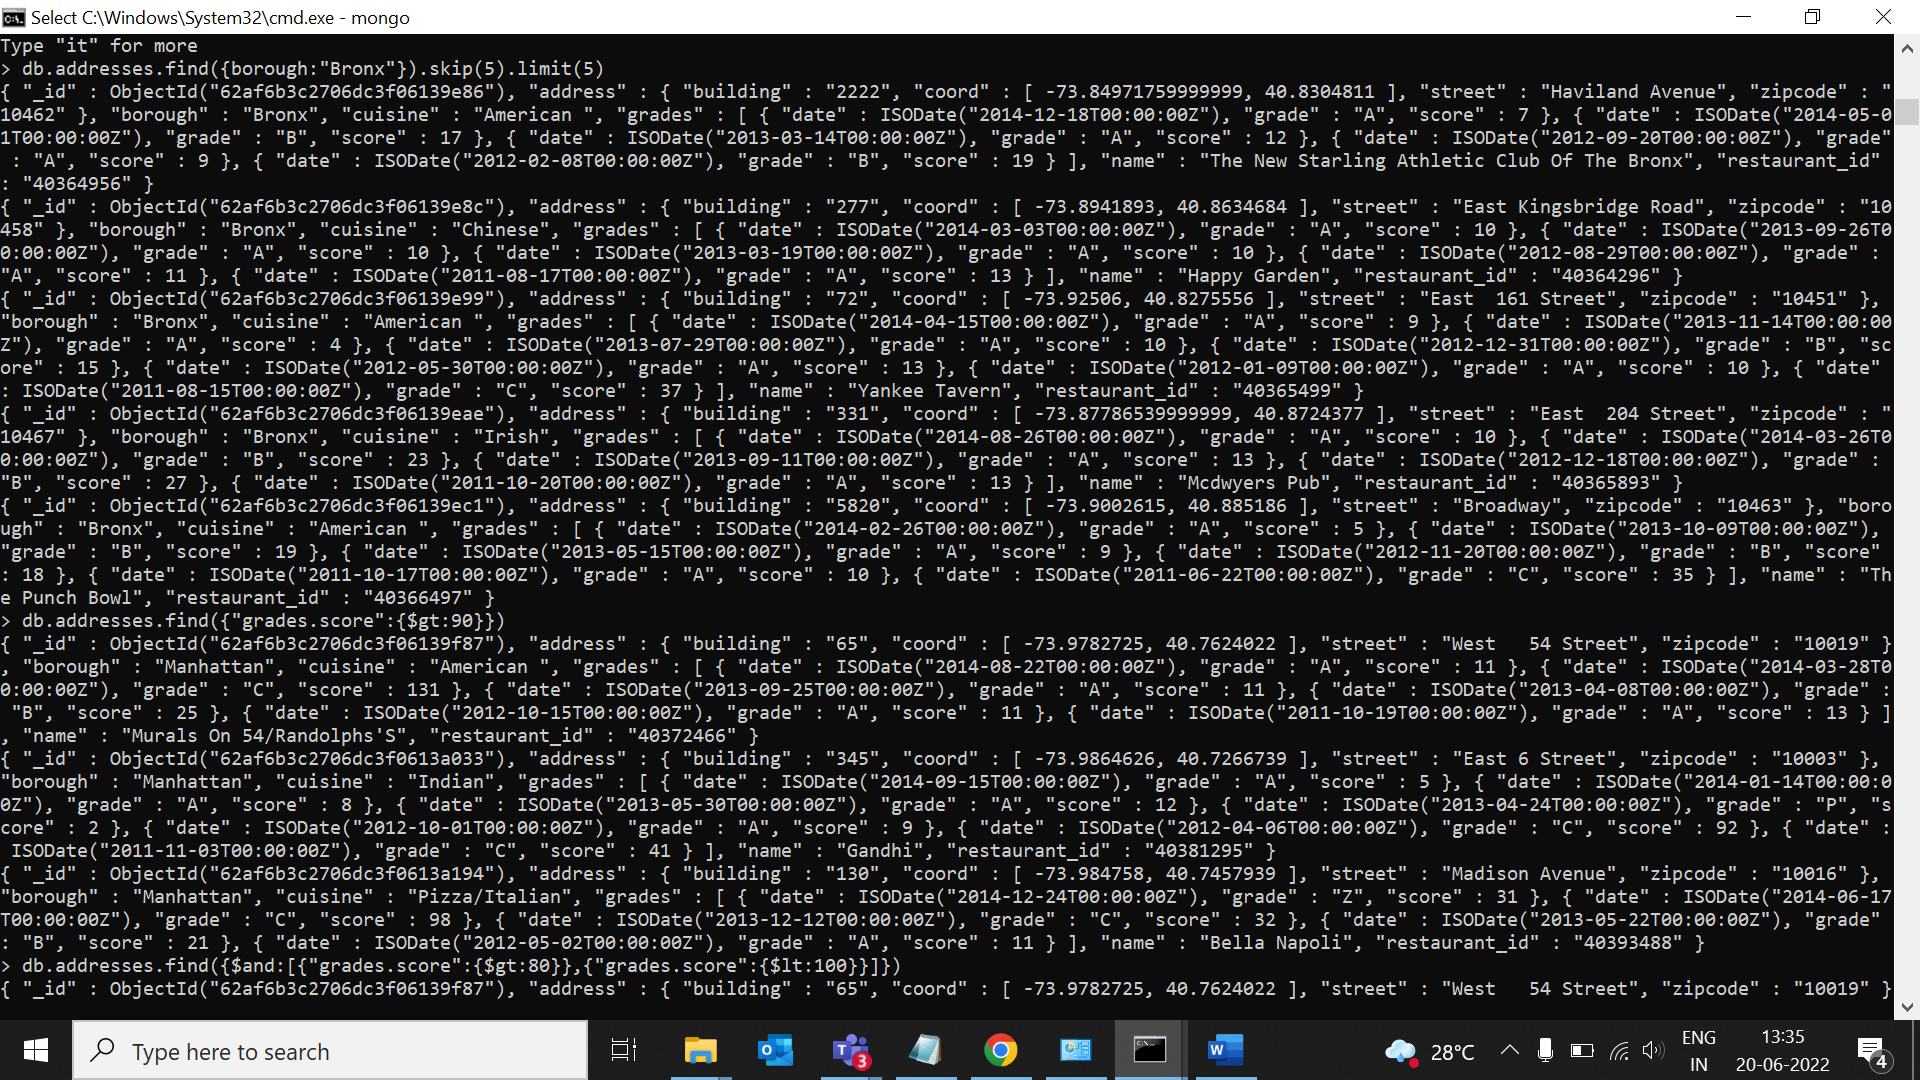 Select C:\Windows\System32\cmd.exe - mongo
Type "it" for more
> db.addresses.find({borough:"Bronx"}).skip(5).limit(5)
{ "_id" : ObjectId("62af6b3c2706dc3f06139e86"), "address" : { "building" : "2222", "coord" : [ -73.84971759999999, 40.8304811 ], "street" : "Haviland Avenue", "zipcode" : "
10462" }, "borough" : "Bronx", "cuisine" : "American ", "grades" : [ { "date" : ISODate("2014-12-18T00:00:00Z"), "grade" : "A", "score" : 7 }, { "date" : ISODate("2014-05-0
1T00:00:00Z"), "grade" : "B", "score" : 17 }, { "date" : ISODate("2013-03-14T00:00:00Z"), "grade" : "A", "score" : 12 }, { "date" : ISODate("2012-09-20T00:00:00Z"), "grade"
 : "A", "score" : 9 }, { "date" : ISODate("2012-02-08T00:00:00Z"), "grade" : "B", "score" : 19 } ], "name" : "The New Starling Athletic Club Of The Bronx", "restaurant_id"
: "40364956" }
{ "_id" : ObjectId("62af6b3c2706dc3f06139e8c"), "address" : { "building" : "277", "coord" : [ -73.8941893, 40.8634684 ], "street" : "East Kingsbridge Road", "zipcode" : "10
458" }, "borough" : "Bronx", "cuisine" : "Chinese", "grades" : [ { "date" : ISODate("2014-03-03T00:00:00Z"), "grade" : "A", "score" : 10 }, { "date" : ISODate("2013-09-26T0
0:00:00Z"), "grade" : "A", "score" : 10 }, { "date" : ISODate("2013-03-19T00:00:00Z"), "grade" : "A", "score" : 10 }, { "date" : ISODate("2012-08-29T00:00:00Z"), "grade" :
"A", "score" : 11 }, { "date" : ISODate("2011-08-17T00:00:00Z"), "grade" : "A", "score" : 13 } ], "name" : "Happy Garden", "restaurant_id" : "40364296" }
{ "_id" : ObjectId("62af6b3c2706dc3f06139e99"), "address" : { "building" : "72", "coord" : [ -73.92506, 40.8275556 ], "street" : "East  161 Street", "zipcode" : "10451" },
"borough" : "Bronx", "cuisine" : "American ", "grades" : [ { "date" : ISODate("2014-04-15T00:00:00Z"), "grade" : "A", "score" : 9 }, { "date" : ISODate("2013-11-14T00:00:00
Z"), "grade" : "A", "score" : 4 }, { "date" : ISODate("2013-07-29T00:00:00Z"), "grade" : "A", "score" : 10 }, { "date" : ISODate("2012-12-31T00:00:00Z"), "grade" : "B", "sc
ore" : 15 }, { "date" : ISODate("2012-05-30T00:00:00Z"), "grade" : "A", "score" : 13 }, { "date" : ISODate("2012-01-09T00:00:00Z"), "grade" : "A", "score" : 10 }, { "date"
: ISODate("2011-08-15T00:00:00Z"), "grade" : "C", "score" : 37 } ], "name" : "Yankee Tavern", "restaurant_id" : "40365499" }
{ "_id" : ObjectId("62af6b3c2706dc3f06139eae"), "address" : { "building" : "331", "coord" : [ -73.87786539999999, 40.8724377 ], "street" : "East  204 Street", "zipcode" : "
10467" }, "borough" : "Bronx", "cuisine" : "Irish", "grades" : [ { "date" : ISODate("2014-08-26T00:00:00Z"), "grade" : "A", "score" : 10 }, { "date" : ISODate("2014-03-26T0
0:00:00Z"), "grade" : "B", "score" : 23 }, { "date" : ISODate("2013-09-11T00:00:00Z"), "grade" : "A", "score" : 13 }, { "date" : ISODate("2012-12-18T00:00:00Z"), "grade" :
"B", "score" : 27 }, { "date" : ISODate("2011-10-20T00:00:00Z"), "grade" : "A", "score" : 13 } ], "name" : "Mcdwyers Pub", "restaurant_id" : "40365893" }
{ "_id" : ObjectId("62af6b3c2706dc3f06139ec1"), "address" : { "building" : "5820", "coord" : [ -73.9002615, 40.885186 ], "street" : "Broadway", "zipcode" : "10463" }, "boro
ugh" : "Bronx", "cuisine" : "American ", "grades" : [ { "date" : ISODate("2014-02-26T00:00:00Z"), "grade" : "A", "score" : 5 }, { "date" : ISODate("2013-10-09T00:00:00Z"),
"grade" : "B", "score" : 19 }, { "date" : ISODate("2013-05-15T00:00:00Z"), "grade" : "A", "score" : 9 }, { "date" : ISODate("2012-11-20T00:00:00Z"), "grade" : "B", "score"
: 18 }, { "date" : ISODate("2011-10-17T00:00:00Z"), "grade" : "A", "score" : 10 }, { "date" : ISODate("2011-06-22T00:00:00Z"), "grade" : "C", "score" : 35 } ], "name" : "Th
e Punch Bowl", "restaurant_id" : "40366497" }
> db.addresses.find({"grades.score":{$gt:90}})
{ "_id" : ObjectId("62af6b3c2706dc3f06139f87"), "address" : { "building" : "65", "coord" : [ -73.9782725, 40.7624022 ], "street" : "West   54 Street", "zipcode" : "10019" }
, "borough" : "Manhattan", "cuisine" : "American ", "grades" : [ { "date" : ISODate("2014-08-22T00:00:00Z"), "grade" : "A", "score" : 11 }, { "date" : ISODate("2014-03-28T0
0:00:00Z"), "grade" : "C", "score" : 131 }, { "date" : ISODate("2013-09-25T00:00:00Z"), "grade" : "A", "score" : 11 }, { "date" : ISODate("2013-04-08T00:00:00Z"), "grade" :
 "B", "score" : 25 }, { "date" : ISODate("2012-10-15T00:00:00Z"), "grade" : "A", "score" : 11 }, { "date" : ISODate("2011-10-19T00:00:00Z"), "grade" : "A", "score" : 13 } ]
, "name" : "Murals On 54/Randolphs'S", "restaurant_id" : "40372466" }
{ "_id" : ObjectId("62af6b3c2706dc3f0613a033"), "address" : { "building" : "345", "coord" : [ -73.9864626, 40.7266739 ], "street" : "East 6 Street", "zipcode" : "10003" },
"borough" : "Manhattan", "cuisine" : "Indian", "grades" : [ { "date" : ISODate("2014-09-15T00:00:00Z"), "grade" : "A", "score" : 5 }, { "date" : ISODate("2014-01-14T00:00:0
0Z"), "grade" : "A", "score" : 8 }, { "date" : ISODate("2013-05-30T00:00:00Z"), "grade" : "A", "score" : 12 }, { "date" : ISODate("2013-04-24T00:00:00Z"), "grade" : "P", "s
core" : 2 }, { "date" : ISODate("2012-10-01T00:00:00Z"), "grade" : "A", "score" : 9 }, { "date" : ISODate("2012-04-06T00:00:00Z"), "grade" : "C", "score" : 92 }, { "date" :
 ISODate("2011-11-03T00:00:00Z"), "grade" : "C", "score" : 41 } ], "name" : "Gandhi", "restaurant_id" : "40381295" }
{ "_id" : ObjectId("62af6b3c2706dc3f0613a194"), "address" : { "building" : "130", "coord" : [ -73.984758, 40.7457939 ], "street" : "Madison Avenue", "zipcode" : "10016" },
"borough" : "Manhattan", "cuisine" : "Pizza/Italian", "grades" : [ { "date" : ISODate("2014-12-24T00:00:00Z"), "grade" : "Z", "score" : 31 }, { "date" : ISODate("2014-06-17
T00:00:00Z"), "grade" : "C", "score" : 98 }, { "date" : ISODate("2013-12-12T00:00:00Z"), "grade" : "C", "score" : 32 }, { "date" : ISODate("2013-05-22T00:00:00Z"), "grade"
: "B", "score" : 21 }, { "date" : ISODate("2012-05-02T00:00:00Z"), "grade" : "A", "score" : 11 } ], "name" : "Bella Napoli", "restaurant_id" : "40393488" }
> db.addresses.find({$and:[{"grades.score":{$gt:80}},{"grades.score":{$lt:100}}]})
{ "_id" : ObjectId("62af6b3c2706dc3f06139f87"), "address" : { "building" : "65", "coord" : [ -73.9782725, 40.7624022 ], "street" : "West   54 Street", "zipcode" : "10019" }
Type here to search
3
28°C
ENG
IN
13:35
20-06-2022
4